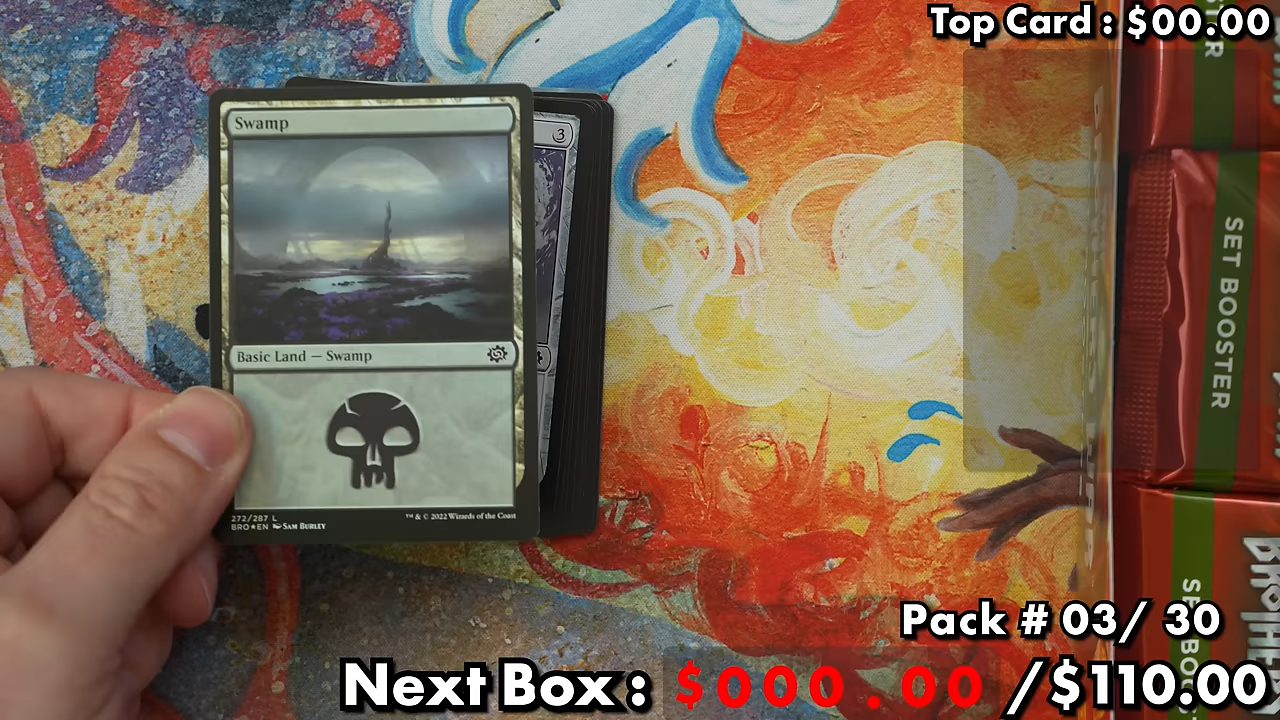 Top Card : $00.00
Swamp
3
Basic Land — Swamp
272/287 L
BRO★EN SAM BURLEY
™ & © 2022 Wizards of the Coast
SET BOOSTER
Pack # 03/ 30
Next Box : $000.00 /$110.00